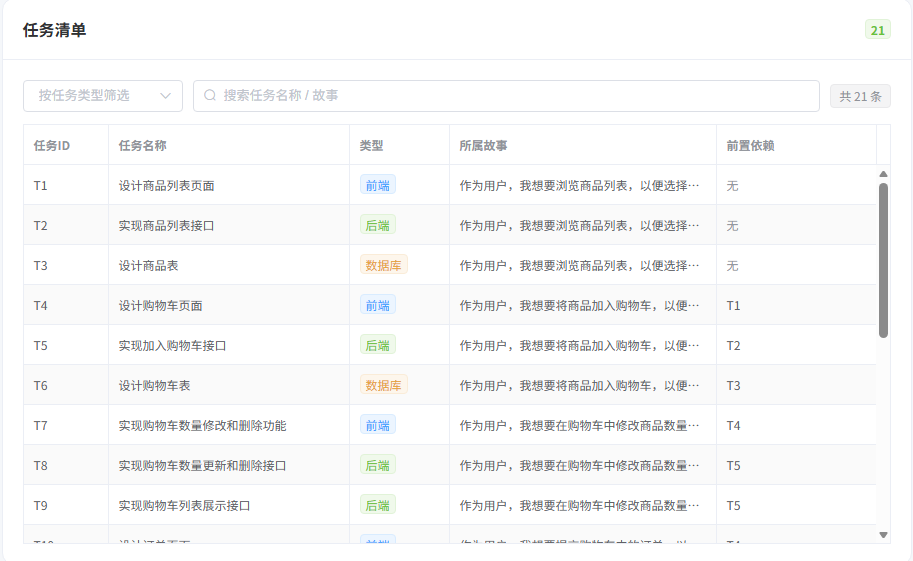 任务清单 21
按任务类型筛选 搜索任务名称 / 故事 共 21 条
任务ID 任务名称 类型 所属故事 前置依赖
T1 设计商品列表页面 前端 作为用户，我想要浏览商品列表，以便选择… 无
T2 实现商品列表接口 后端 作为用户，我想要浏览商品列表，以便选择… 无
T3 设计商品表 数据库 作为用户，我想要浏览商品列表，以便选择… 无
T4 设计购物车页面 前端 作为用户，我想要将商品加入购物车，以便… T1
T5 实现加入购物车接口 后端 作为用户，我想要将商品加入购物车，以便… T2
T6 设计购物车表 数据库 作为用户，我想要将商品加入购物车，以便… T3
T7 实现购物车数量修改和删除功能 前端 作为用户，我想要在购物车中修改商品数量… T4
T8 实现购物车数量更新和删除接口 后端 作为用户，我想要在购物车中修改商品数量… T5
T9 实现购物车列表展示接口 后端 作为用户，我想要在购物车中修改商品数量… T5